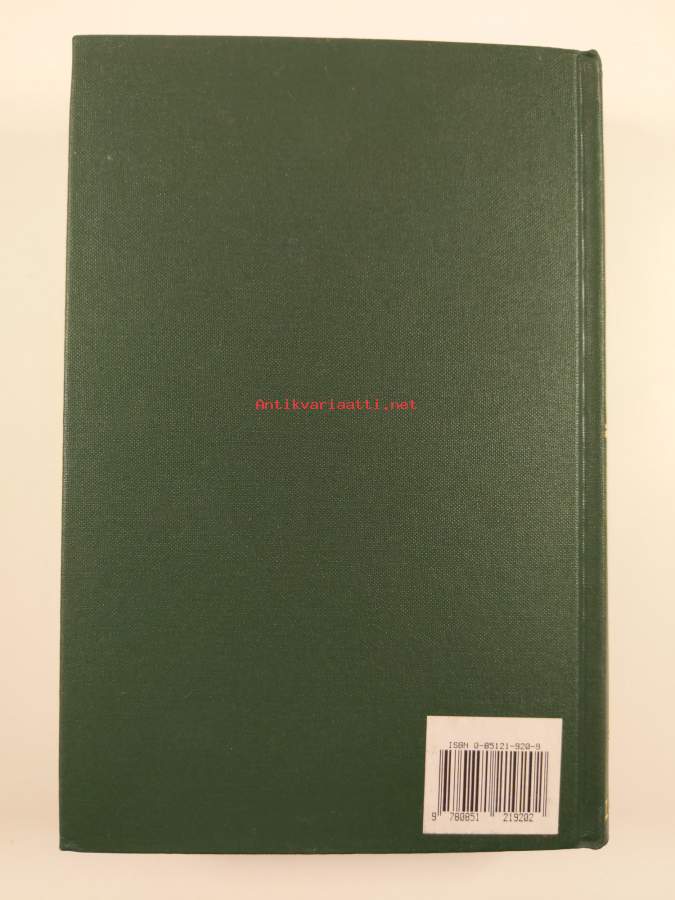 Antikvariaatti.net
ISBN 0-85121-920-9
9 780851 219202